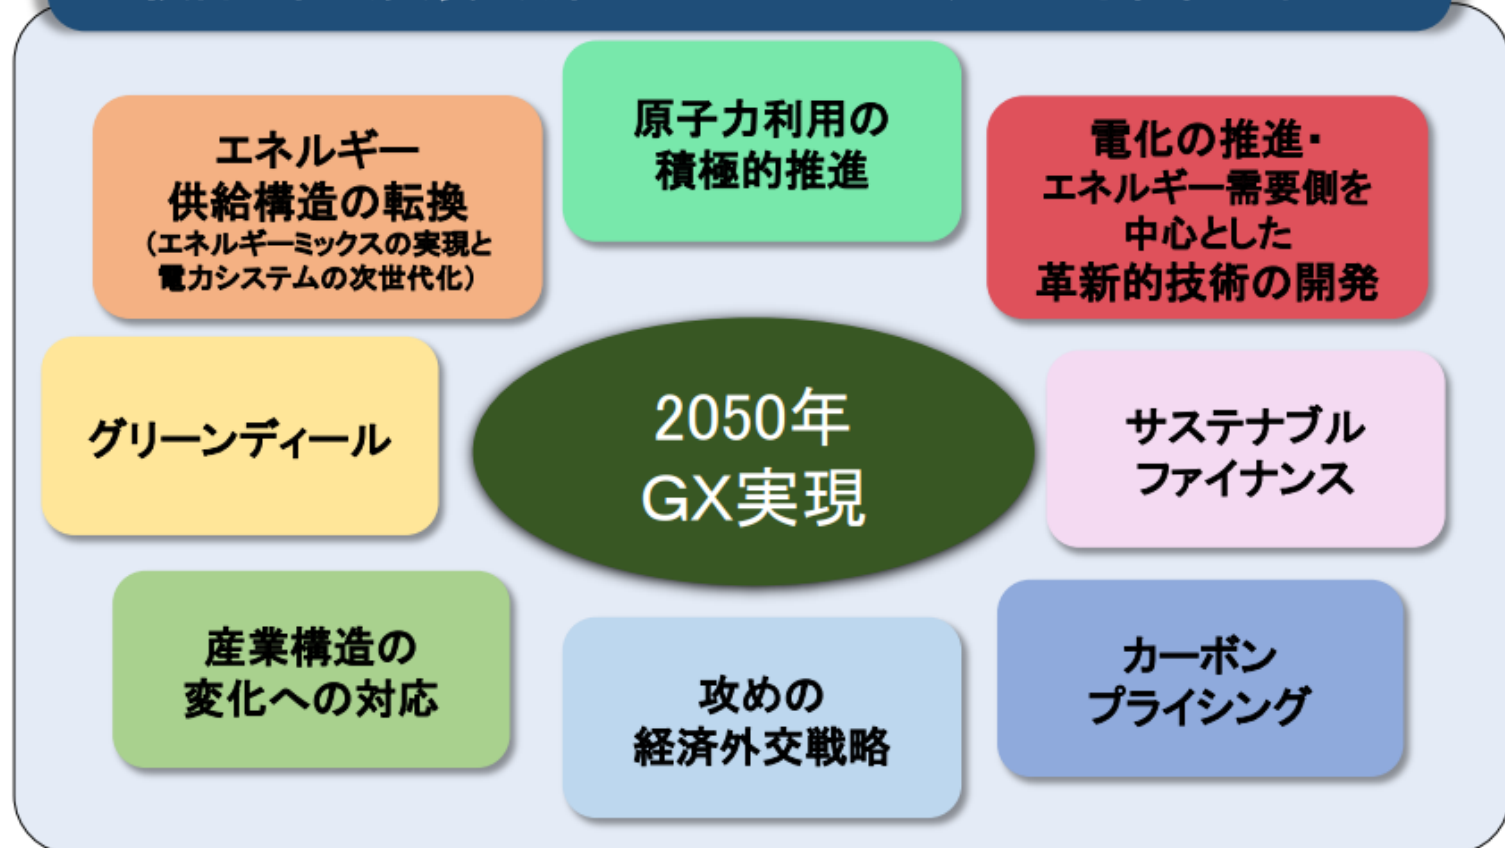 原子力利用の
積極的推進
エネルギー
供給構造の転換
（エネルギーミックスの実現と
電力システムの次世代化）
電化の推進・
エネルギー需要側を
中心とした
革新的技術の開発
グリーンディール
2050年
GX実現
サステナブル
ファイナンス
産業構造の
変化への対応
攻めの
経済外交戦略
カーボン
プライシング